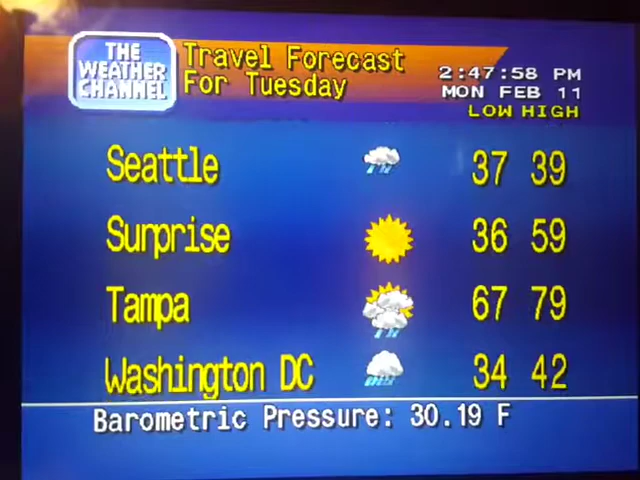 THE
WEATHER
CHANNEL
Travel Forecast
For Tuesday
2:47:58 PM
MON FEB 11
LOW HIGH
Seattle 37 39
Surprise 36 59
Tampa 67 79
Washington DC 34 42
Barometric Pressure: 30.19 F